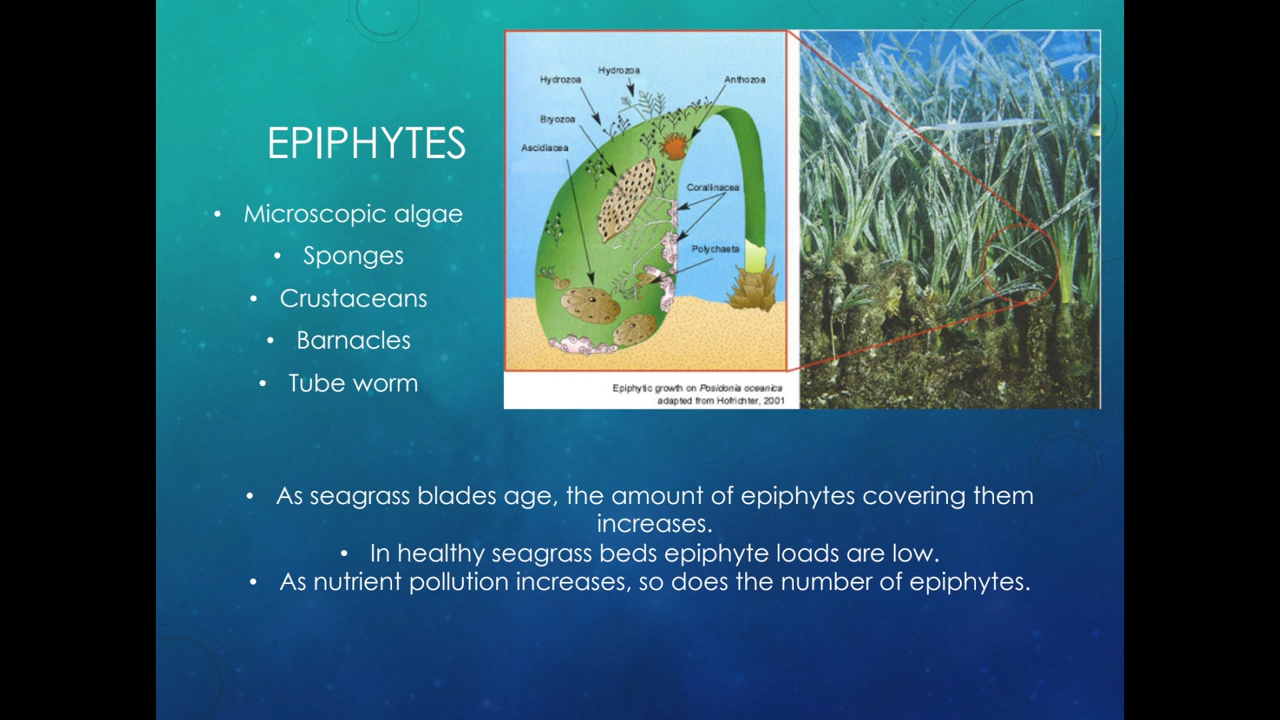 EPIPHYTES
• Microscopic algae
• Sponges
• Crustaceans
• Barnacles
• Tube worm
Hydrozoa
Hydrozoa
Anthozoa
Bryozoa
Ascidiacea
Corallinacea
Polychaeta
Epiphytic growth on Posidonia oceanica
adapted from Hofrichter, 2001
• As seagrass blades age, the amount of epiphytes covering them
increases.
• In healthy seagrass beds epiphyte loads are low.
• As nutrient pollution increases, so does the number of epiphytes.